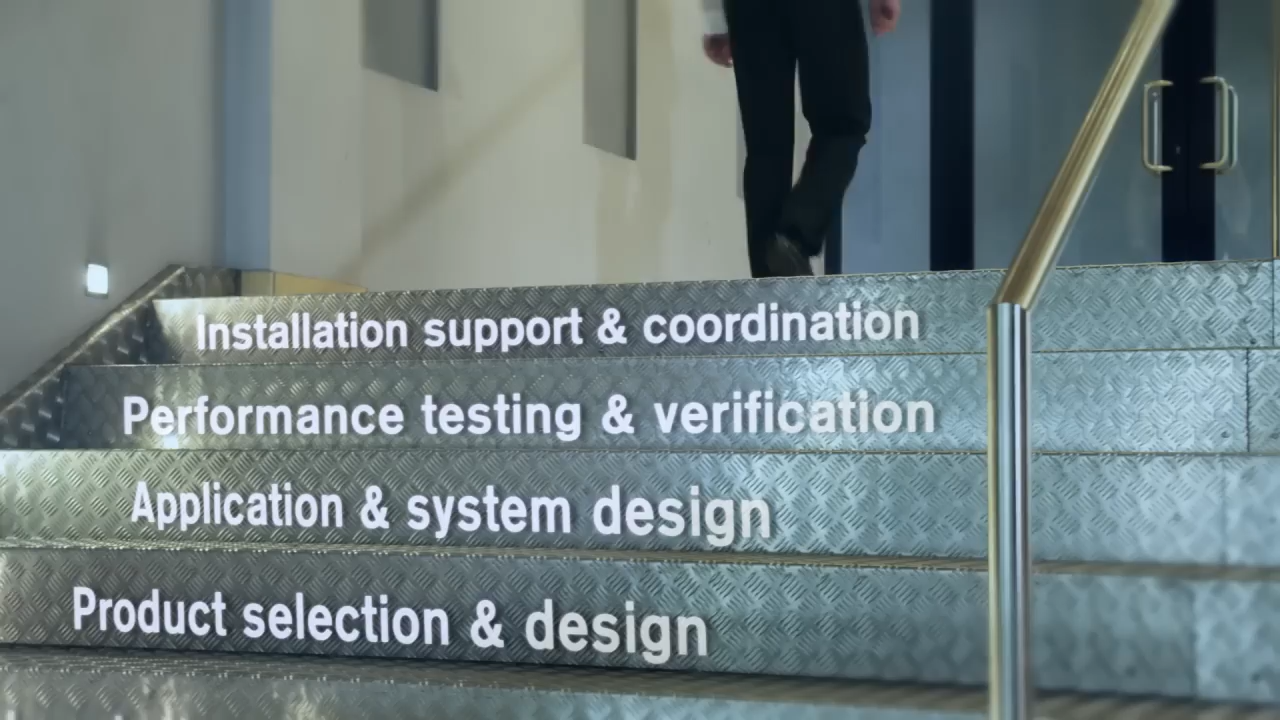 Installation support & coordination
Performance testing & verification
Application & system design
Product selection & design